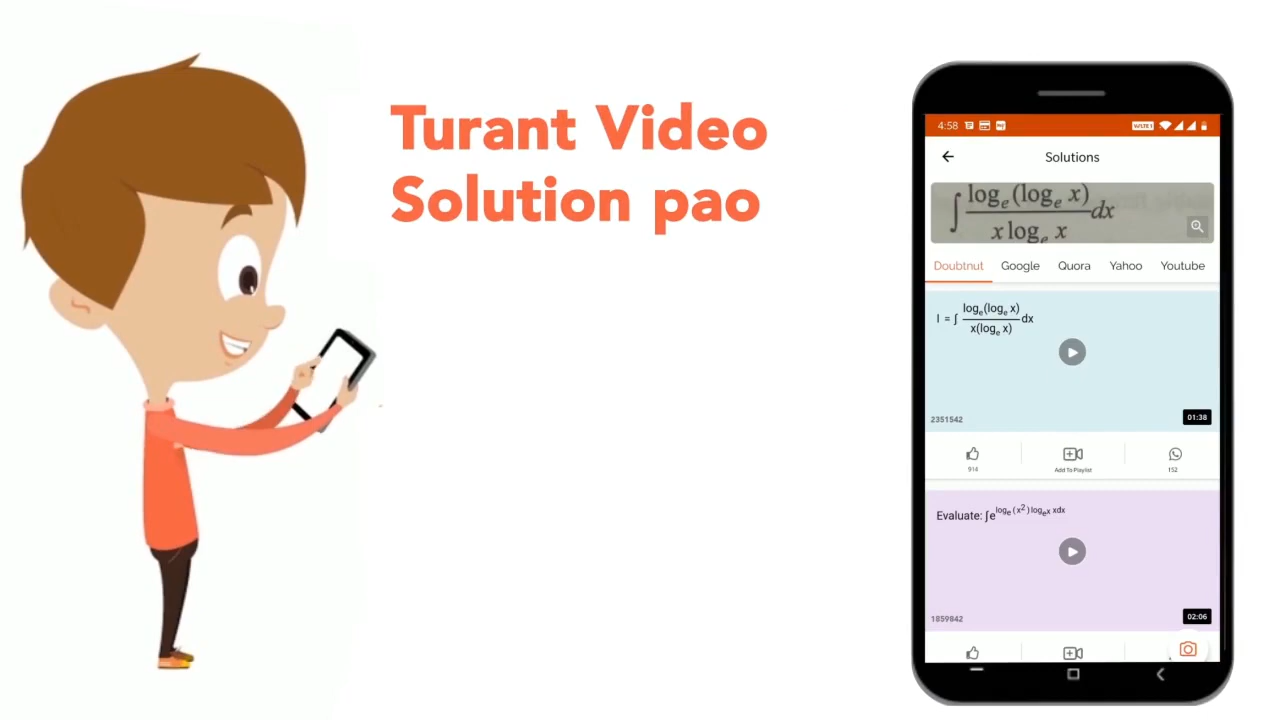 Turant Video
Solution pao
4:58
VoLTE1
Solutions
∫ logₑ(logₑ x) / x logₑ x dx
Doubtnut Google Quora Yahoo Youtube
I = ∫ logₑ(logₑ x) / x(logₑ x) dx
2351542 01:38
914 Add To Playlist 152
Evaluate: ∫e^logₑ(x²)logₑx xdx
1859842 02:06